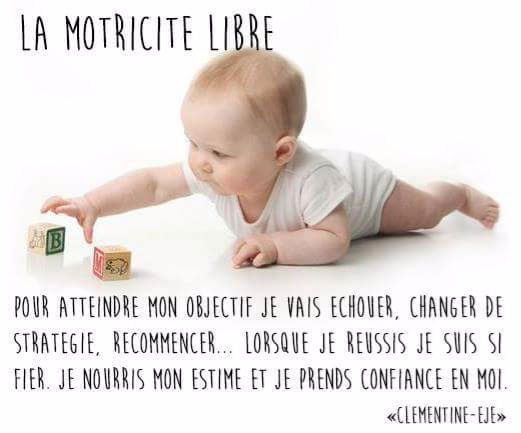 LA MOTRICITE LIBRE
B
M
POUR ATTEINDRE MON OBJECTIF JE VAIS ECHOUER, CHANGER DE
STRATEGIE, RECOMMENCER... LORSQUE JE REUSSIS JE SUIS SI
FIER. JE NOURRIS MON ESTIME ET JE PRENDS CONFIANCE EN MOI.
«CLEMENTINE-EJE»